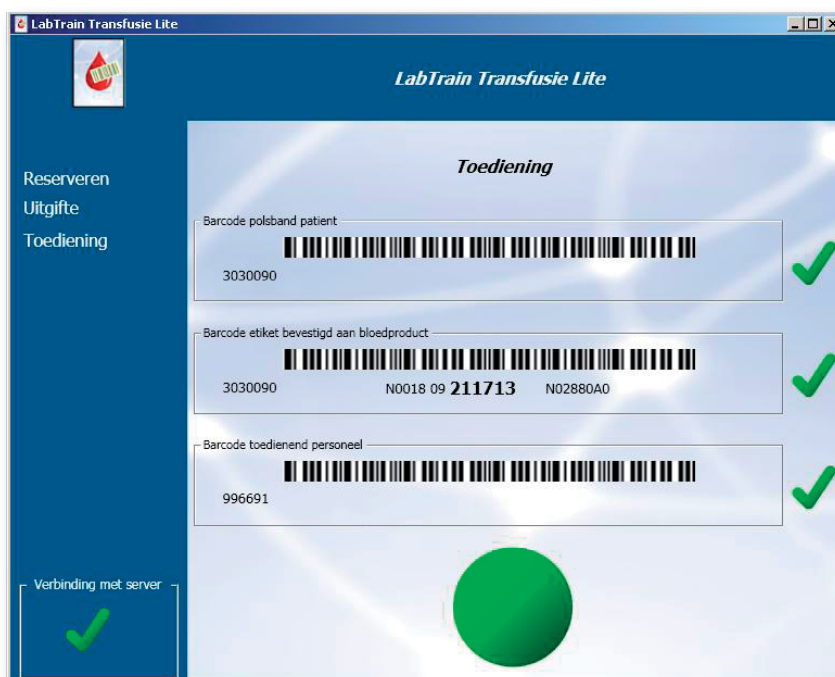 LabTrain Transfusie Lite
LabTrain Transfusie Lite
Reserveren
Uitgifte
Toediening
Toediening
Barcode polsband patient
3030090
Barcode etiket bevestigd aan bloedproduct
3030090 N0018 09 211713 N02880A0
Barcode toedienend personeel
996691
Verbinding met server